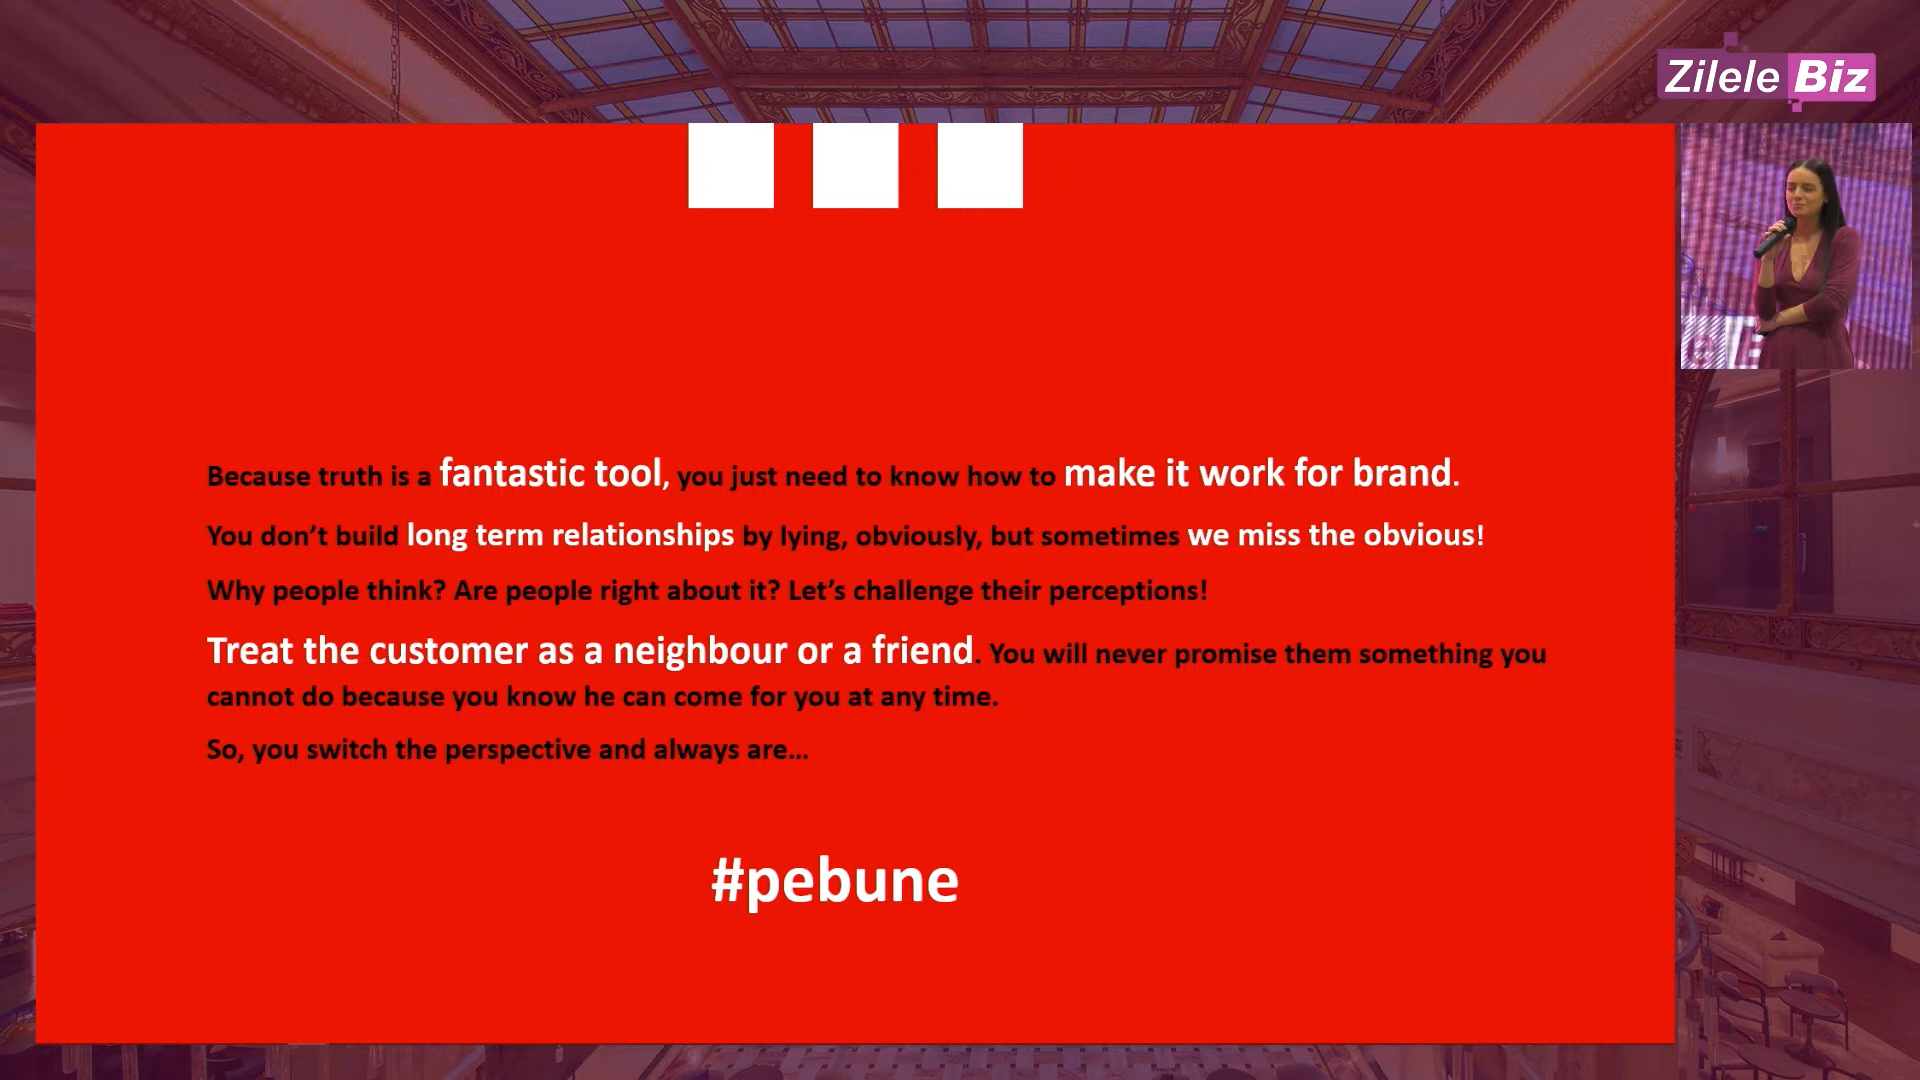 Zilele Biz
Because truth is a fantastic tool, you just need to know how to make it work for brand.
You don’t build long term relationships by lying, obviously, but sometimes we miss the obvious!
Why people think? Are people right about it? Let’s challenge their perceptions!
Treat the customer as a neighbour or a friend. You will never promise them something you
cannot do because you know he can come for you at any time.
So, you switch the perspective and always are…
#pebune